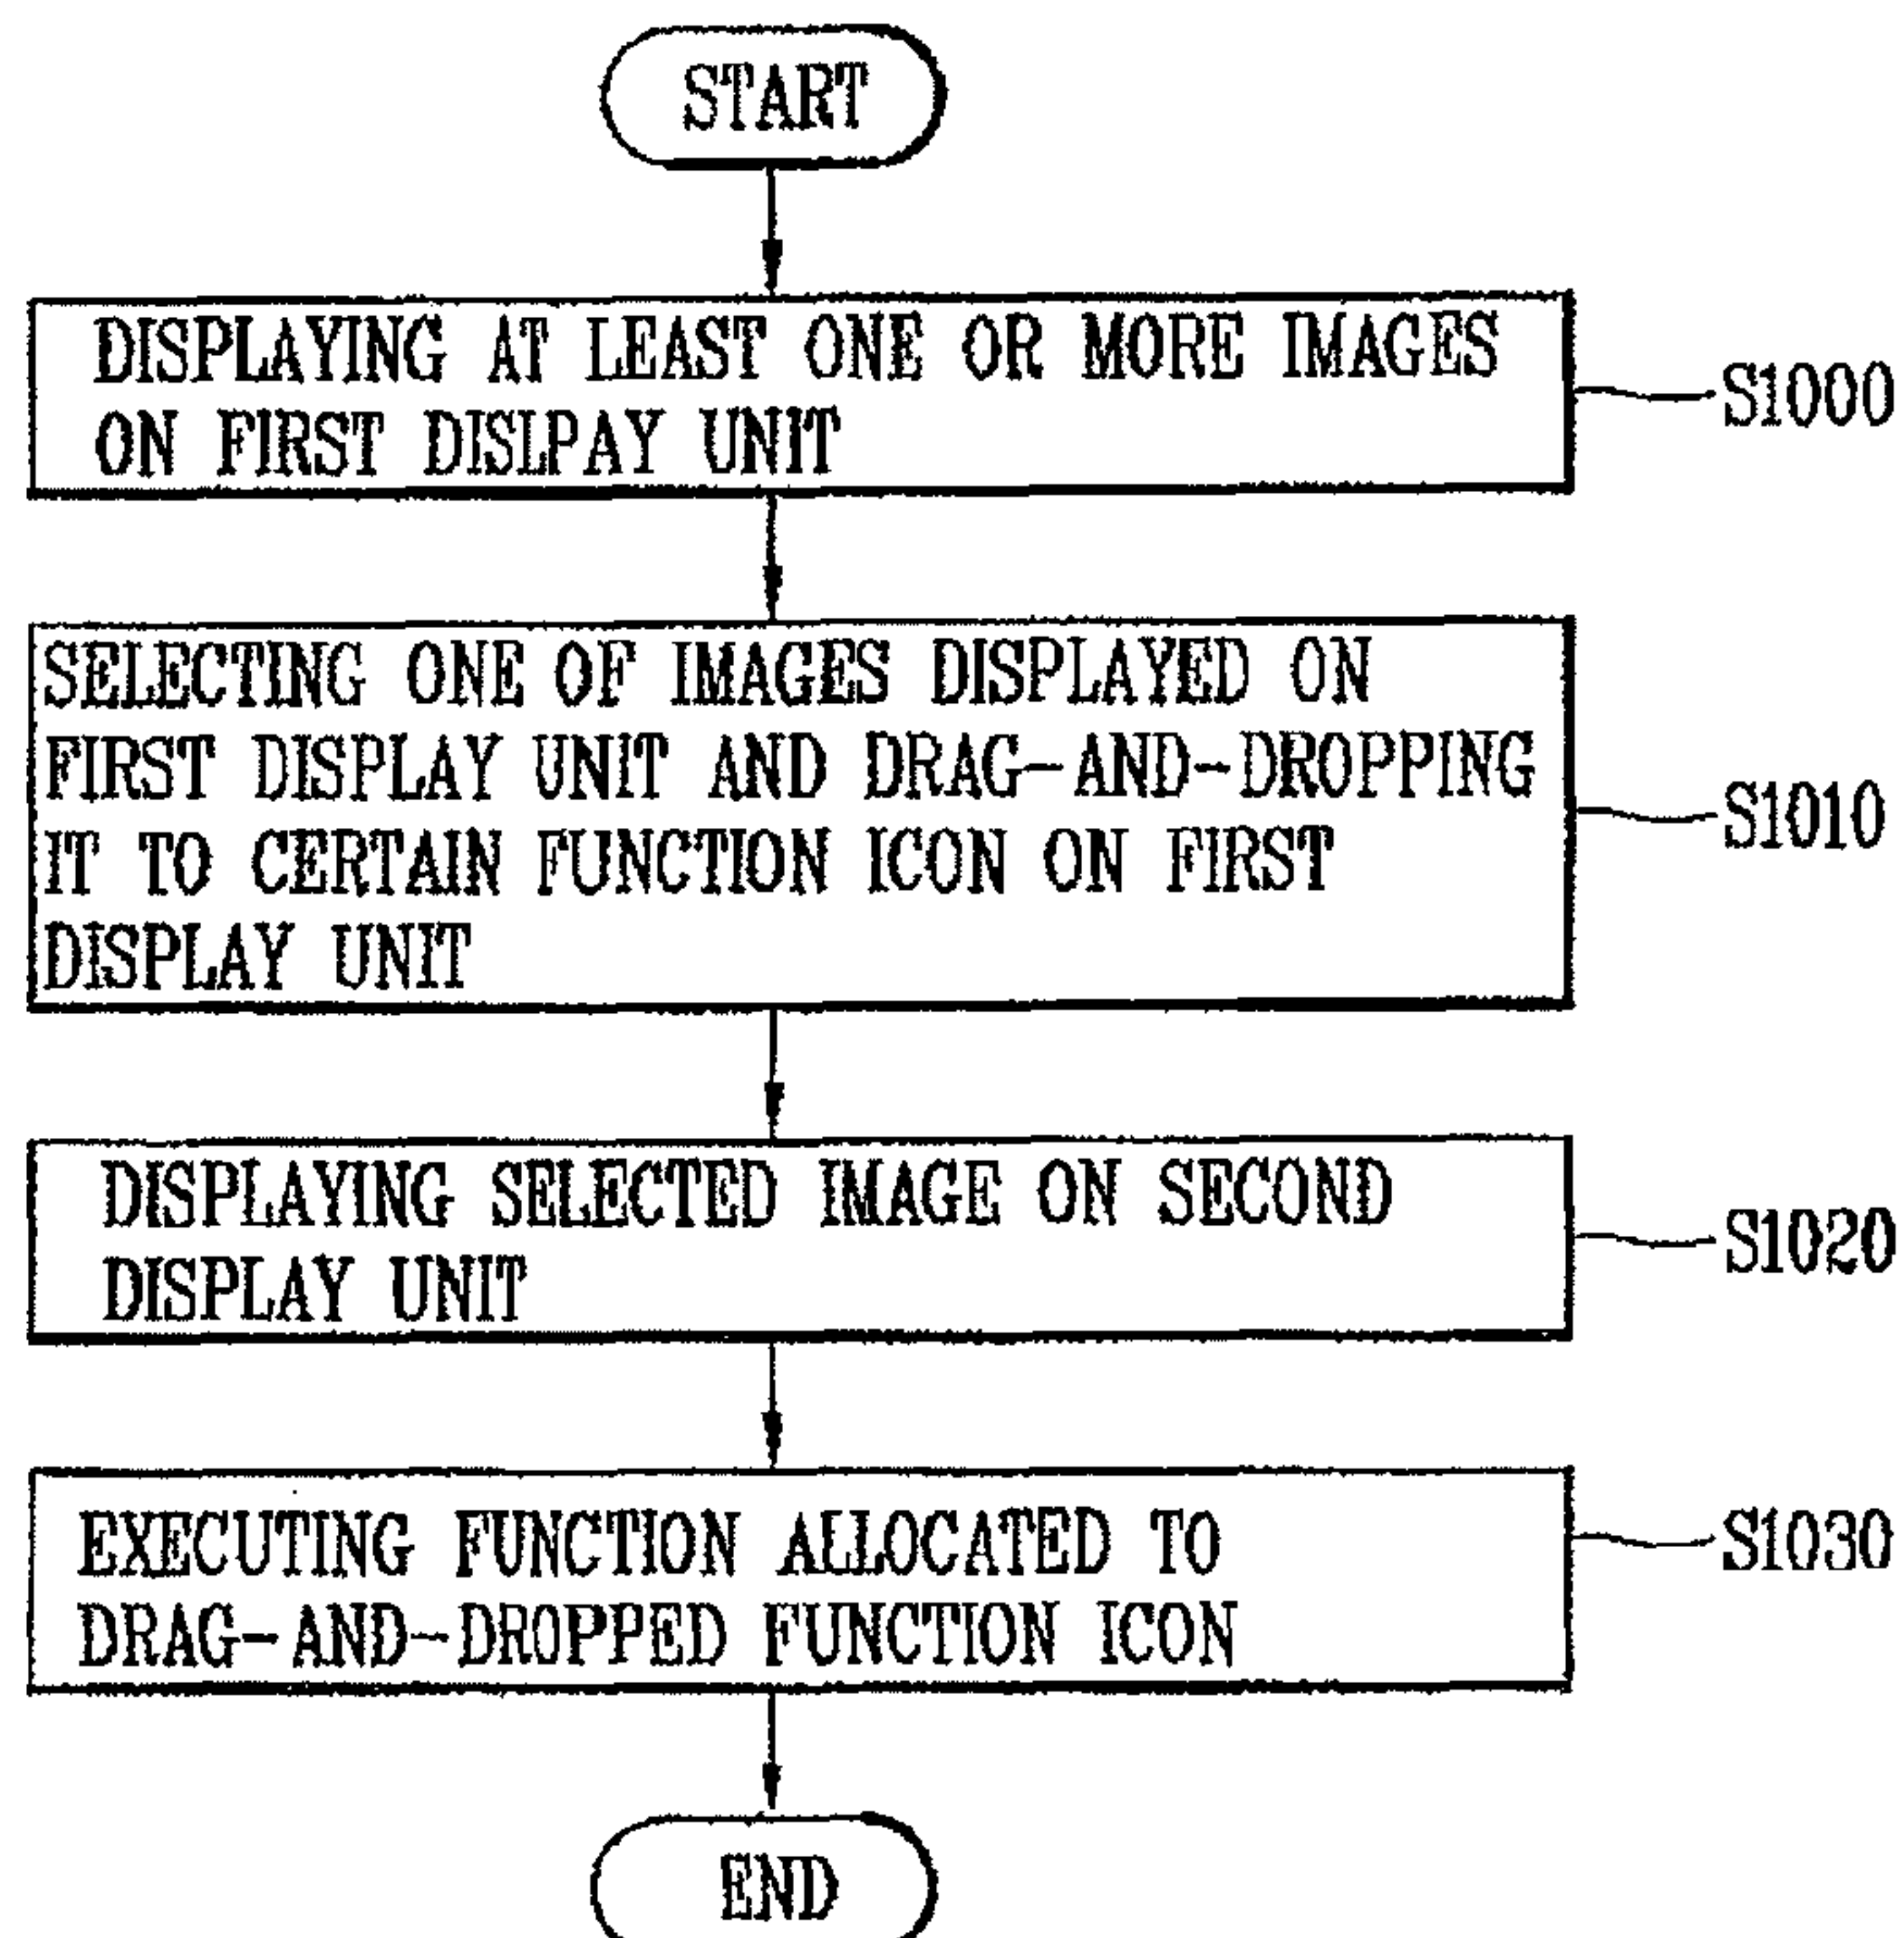 START
DISPLAYING AT LEAST ONE OR MORE IMAGES
ON FIRST DISLPAY UNIT
S1000
SELECTING ONE OF IMAGES DISPLAYED ON
FIRST DISPLAY UNIT AND DRAG-AND-DROPPING
IT TO CERTAIN FUNCTION ICON ON FIRST
DISPLAY UNIT
S1010
DISPLAYING SELECTED IMAGE ON SECOND
DISPLAY UNIT
S1020
EXECUTING FUNCTION ALLOCATED TO
DRAG-AND-DROPPED FUNCTION ICON
S1030
END